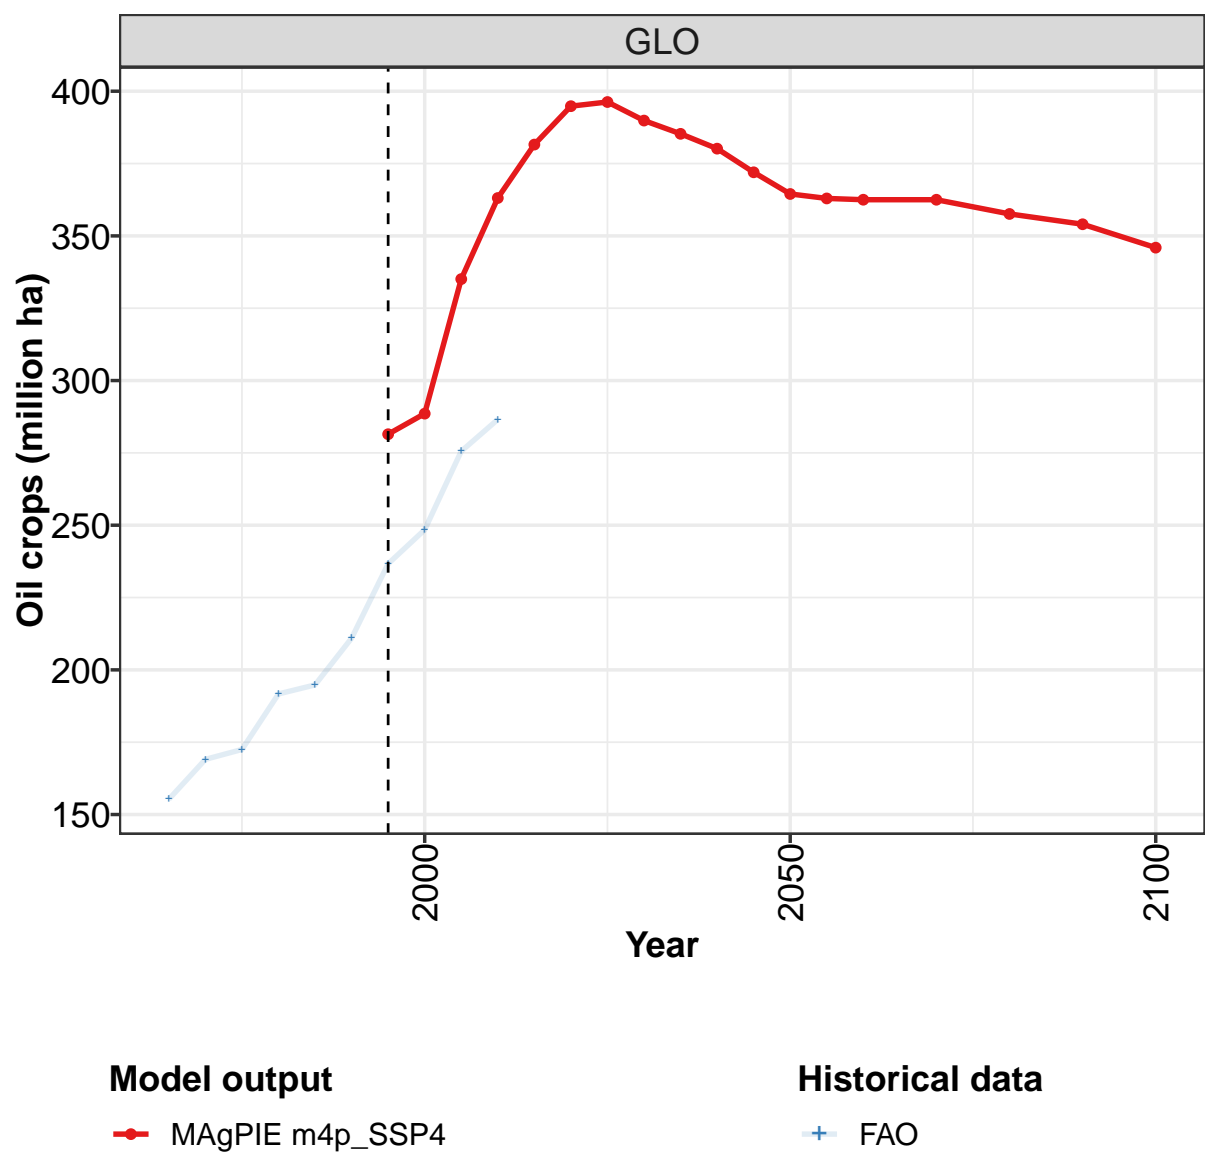 GLO
400
350
300
250
200
150
Oil crops (million ha)
2000
2050
2100
Year
Model output
MAgPIE m4p_SSP4
Historical data
FAO